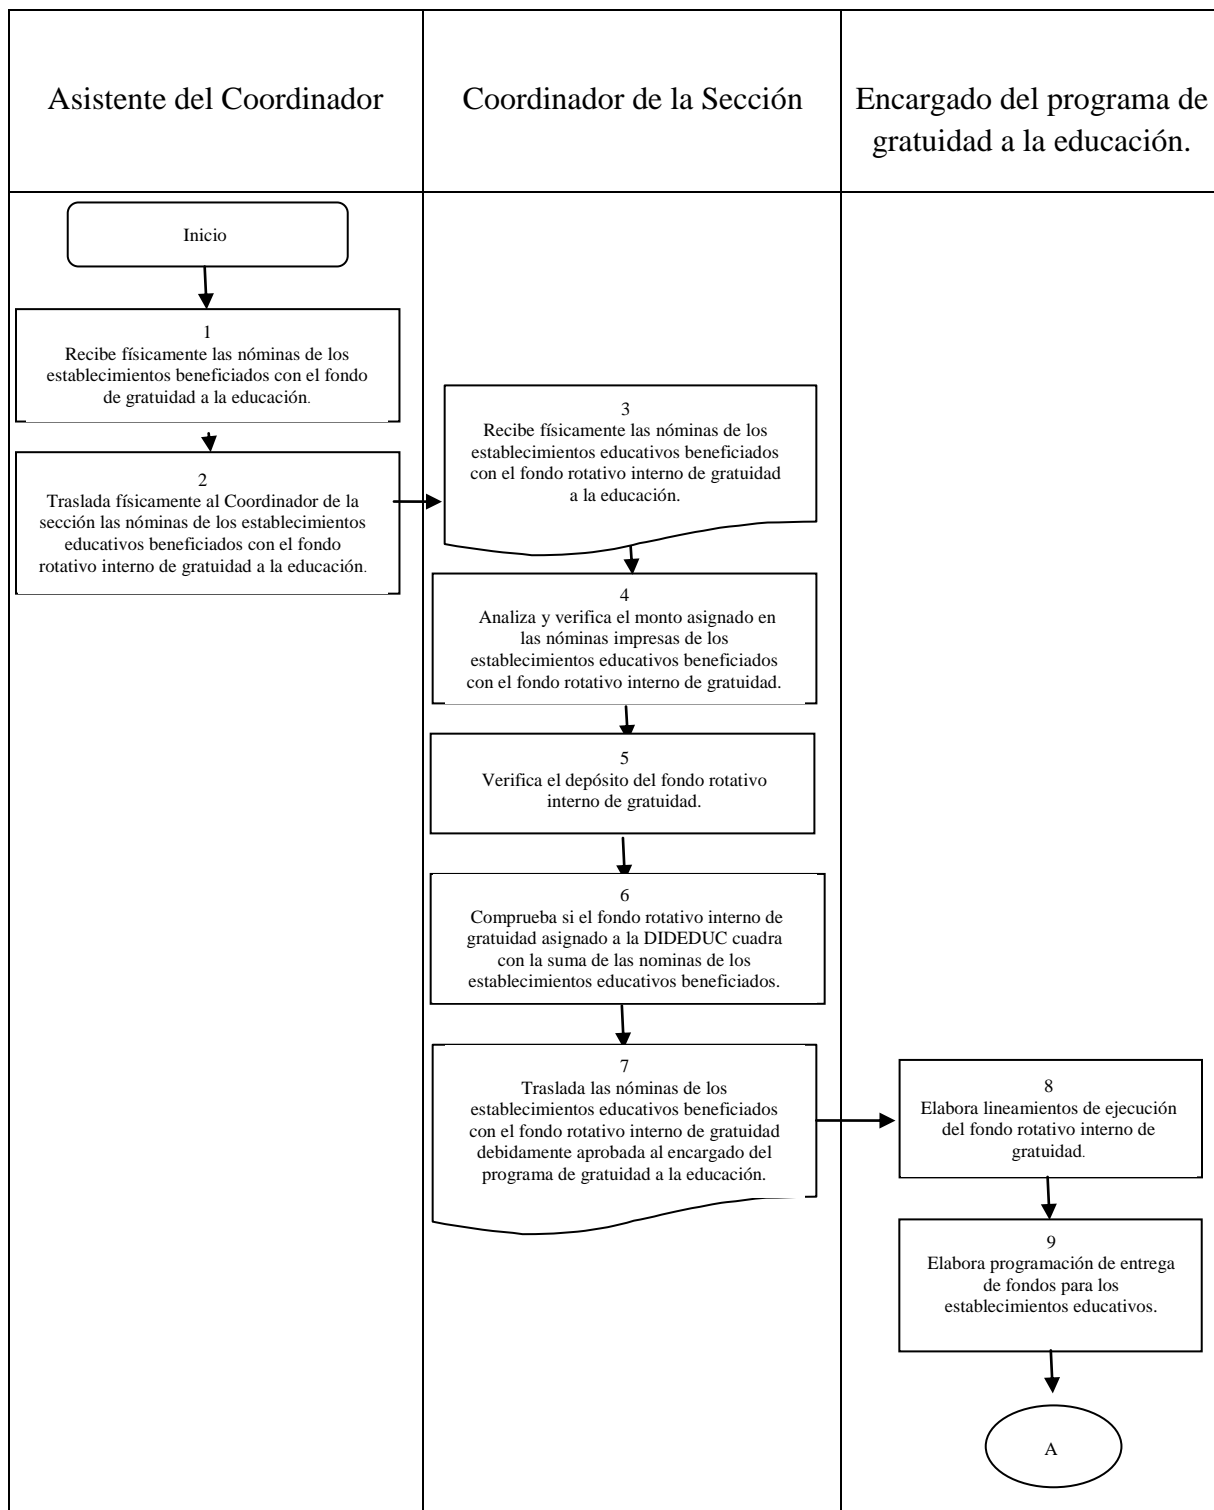 Asistente del Coordinador
Coordinador de la Sección
Encargado del programa de
gratuidad a la educación.
Inicio
1
Recibe físicamente las nóminas de los
establecimientos beneficiados con el fondo
de gratuidad a la educación.
2
Traslada físicamente al Coordinador de la
sección las nóminas de los establecimientos
educativos beneficiados con el fondo
rotativo interno de gratuidad a la educación.
3
Recibe físicamente las nóminas de los
establecimientos educativos beneficiados
con el fondo rotativo interno de gratuidad
a la educación.
4
Analiza y verifica el monto asignado en
las nóminas impresas de los
establecimientos educativos beneficiados
con el fondo rotativo interno de gratuidad.
5
Verifica el depósito del fondo rotativo
interno de gratuidad.
6
Comprueba si el fondo rotativo interno de
gratuidad asignado a la DIDEDUC cuadra
con la suma de las nominas de los
establecimientos educativos beneficiados.
7
Traslada las nóminas de los
establecimientos educativos beneficiados
con el fondo rotativo interno de gratuidad
debidamente aprobada al encargado del
programa de gratuidad a la educación.
8
Elabora lineamientos de ejecución
del fondo rotativo interno de
gratuidad.
9
Elabora programación de entrega
de fondos para los
establecimientos educativos.
A